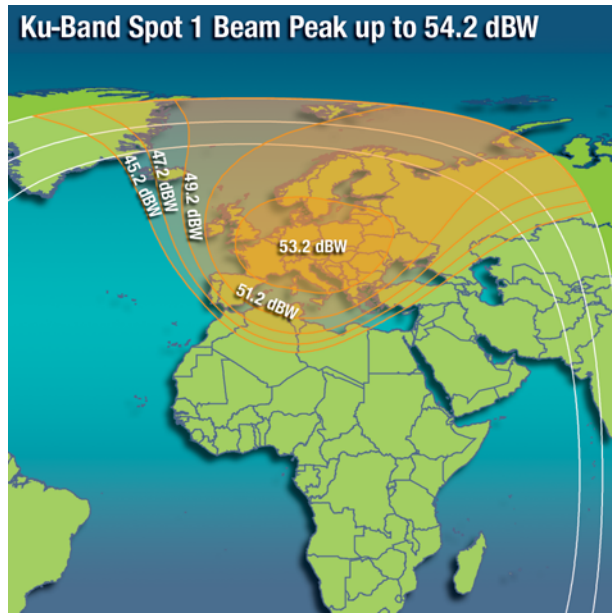 Ku-Band Spot 1 Beam Peak up to 54.2 dBW
45.2 dBW
47.2 dBW
49.2 dBW
53.2 dBW
51.2 dBW